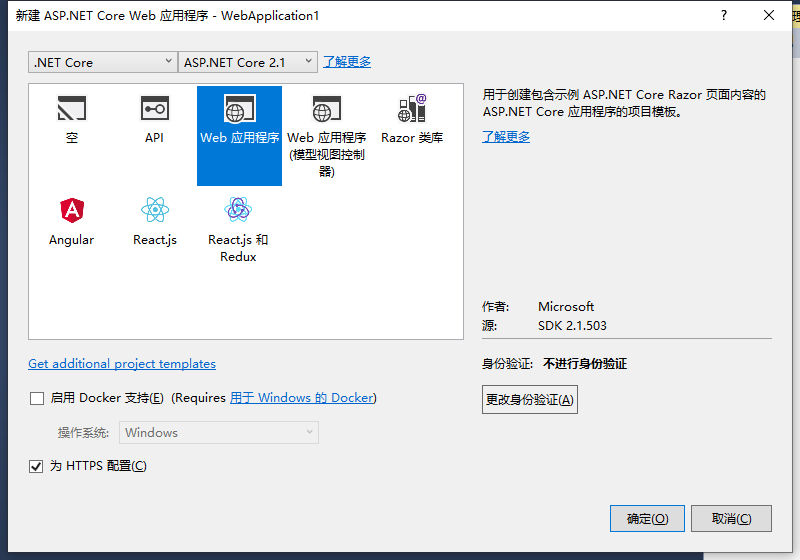 新建 ASP.NET Core Web 应用程序 - WebApplication1
?
.NET Core
ASP.NET Core 2.1
了解更多
空
API
Web 应用程序
Web 应用程序
(模型视图控制
器)
Razor 类库
Angular
React.js
React.js 和
Redux
用于创建包含示例 ASP.NET Core Razor 页面内容的
ASP.NET Core 应用程序的项目模板。
了解更多
作者: Microsoft
源: SDK 2.1.503
Get additional project templates
身份验证: 不进行身份验证
更改身份验证(A)
启用 Docker 支持(E) (Requires 用于 Windows 的 Docker)
操作系统: Windows
为 HTTPS 配置(C)
确定(O)
取消(C)